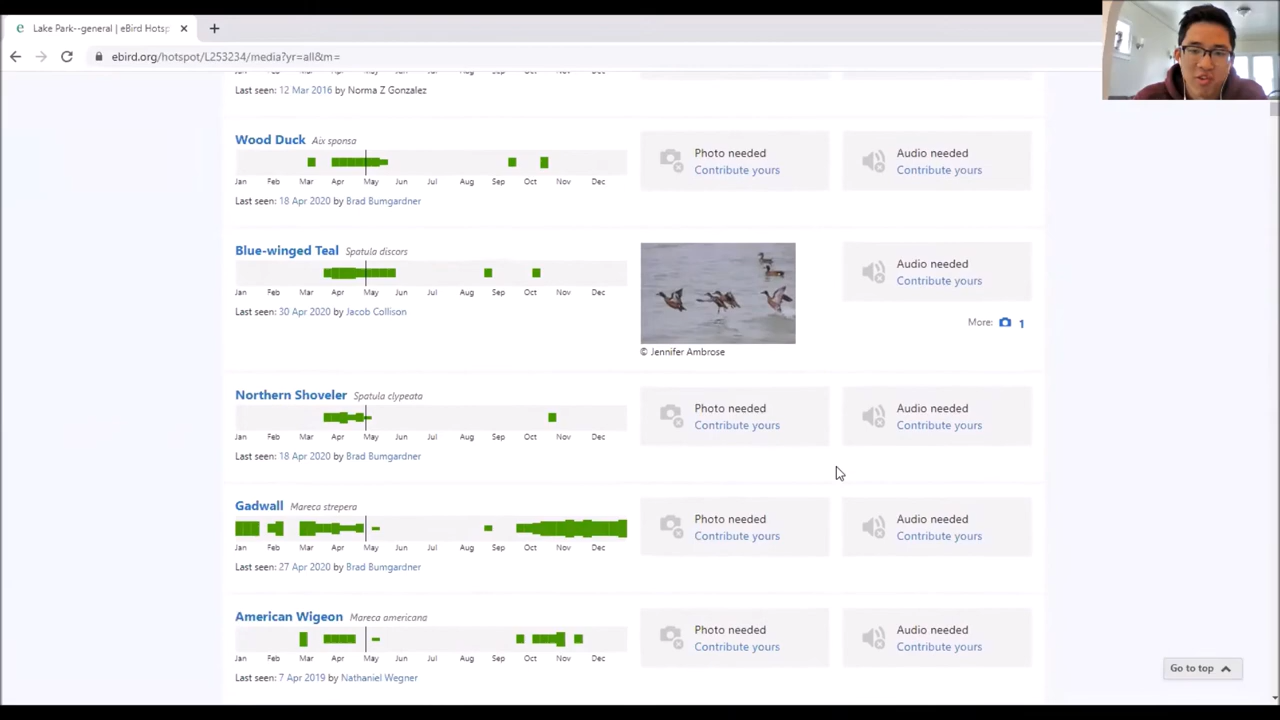 Lake Park--general | eBird Hotsp
ebird.org/hotspot/L253234/media?yr=all&m=
Last seen: 12 Mar 2016 by Norma Z Gonzalez
Wood Duck Aix sponsa
Photo needed
Contribute yours
Audio needed
Contribute yours
Jan Feb Mar Apr May Jun Jul Aug Sep Oct Nov Dec
Last seen: 18 Apr 2020 by Brad Bumgardner
Blue-winged Teal Spatula discors
Audio needed
Contribute yours
Jan Feb Mar Apr May Jun Jul Aug Sep Oct Nov Dec
Last seen: 30 Apr 2020 by Jacob Collison
More: 1
© Jennifer Ambrose
Northern Shoveler Spatula clypeata
Photo needed
Contribute yours
Audio needed
Contribute yours
Jan Feb Mar Apr May Jun Jul Aug Sep Oct Nov Dec
Last seen: 18 Apr 2020 by Brad Bumgardner
Gadwall Mareca strepera
Photo needed
Contribute yours
Audio needed
Contribute yours
Jan Feb Mar Apr May Jun Jul Aug Sep Oct Nov Dec
Last seen: 27 Apr 2020 by Brad Bumgardner
American Wigeon Mareca americana
Photo needed
Contribute yours
Audio needed
Contribute yours
Jan Feb Mar Apr May Jun Jul Aug Sep Oct Nov Dec
Last seen: 7 Apr 2019 by Nathaniel Wegner
Go to top